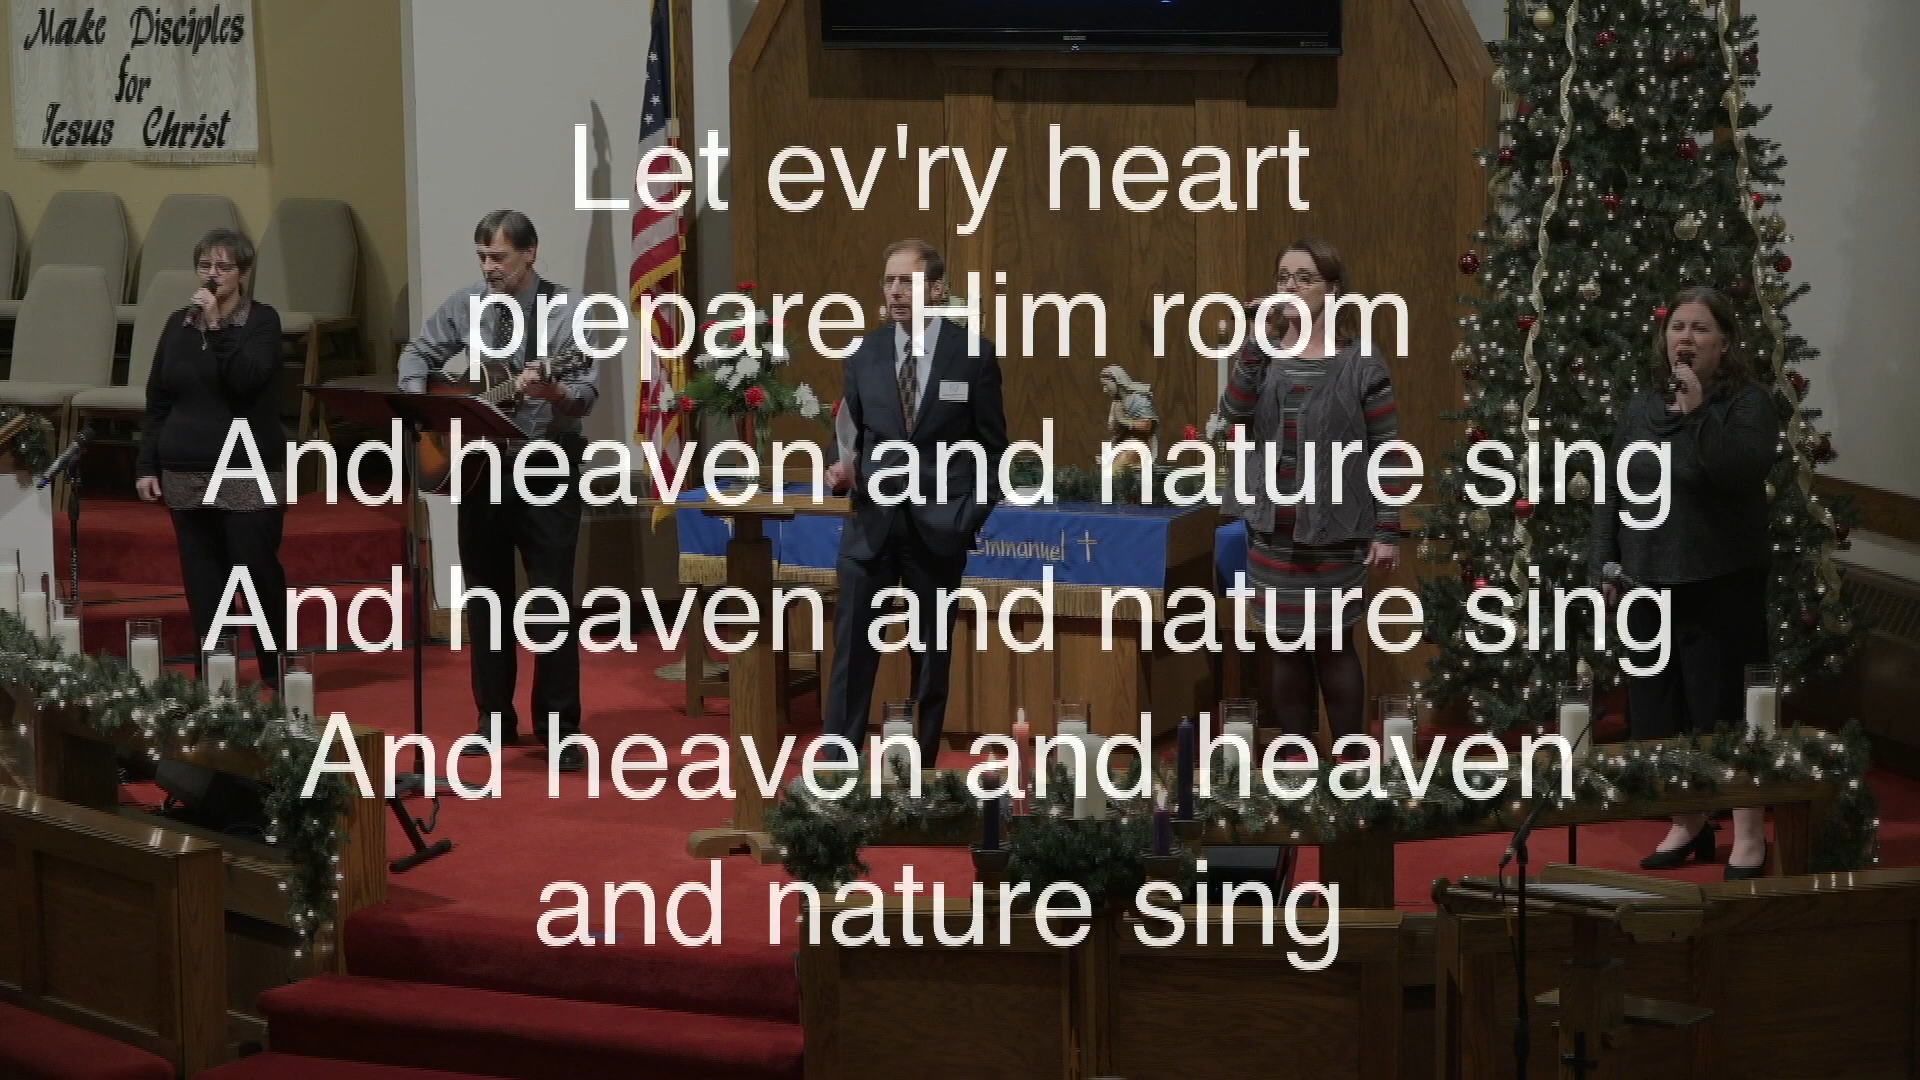 Make Disciples
for
Jesus Christ
Let ev'ry heart
prepare Him room
And heaven and nature sing
And heaven and nature sing
And heaven and heaven
and nature sing
Emmanuel